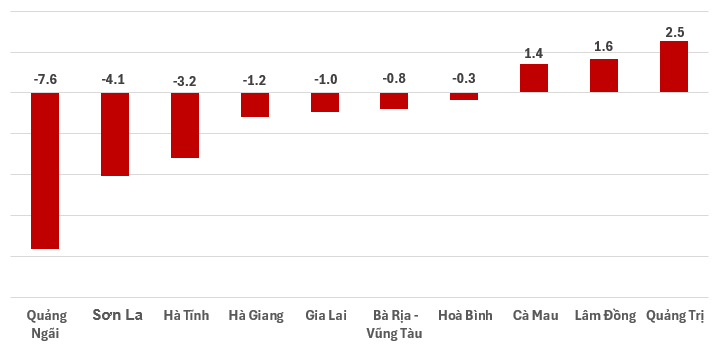 -7.6 -4.1 -3.2 -1.2 -1.0 -0.8 -0.3 1.4 1.6 2.5
Quảng Sơn La Hà Tĩnh Hà Giang Gia Lai Bà Rịa - Hoà Bình Cà Mau Lâm Đồng Quảng Trị
Ngãi Vũng Tàu